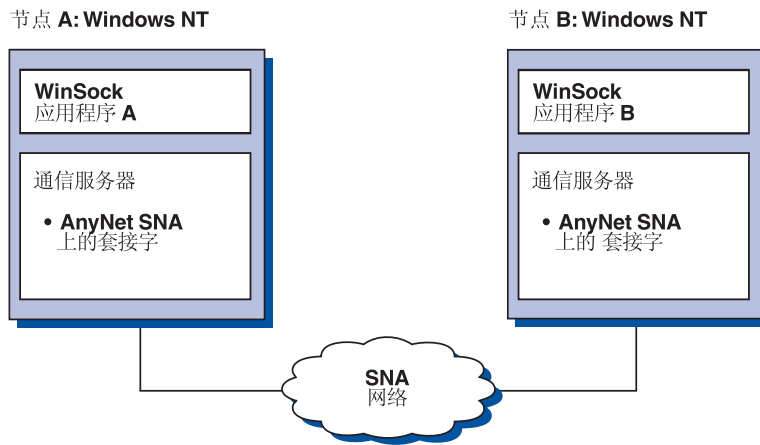 节点 A: Windows NT
WinSock
应用程序 A
通信服务器
• AnyNet SNA
上的套接字
节点 B: Windows NT
WinSock
应用程序 B
通信服务器
• AnyNet SNA
上的 套接字
SNA
网络